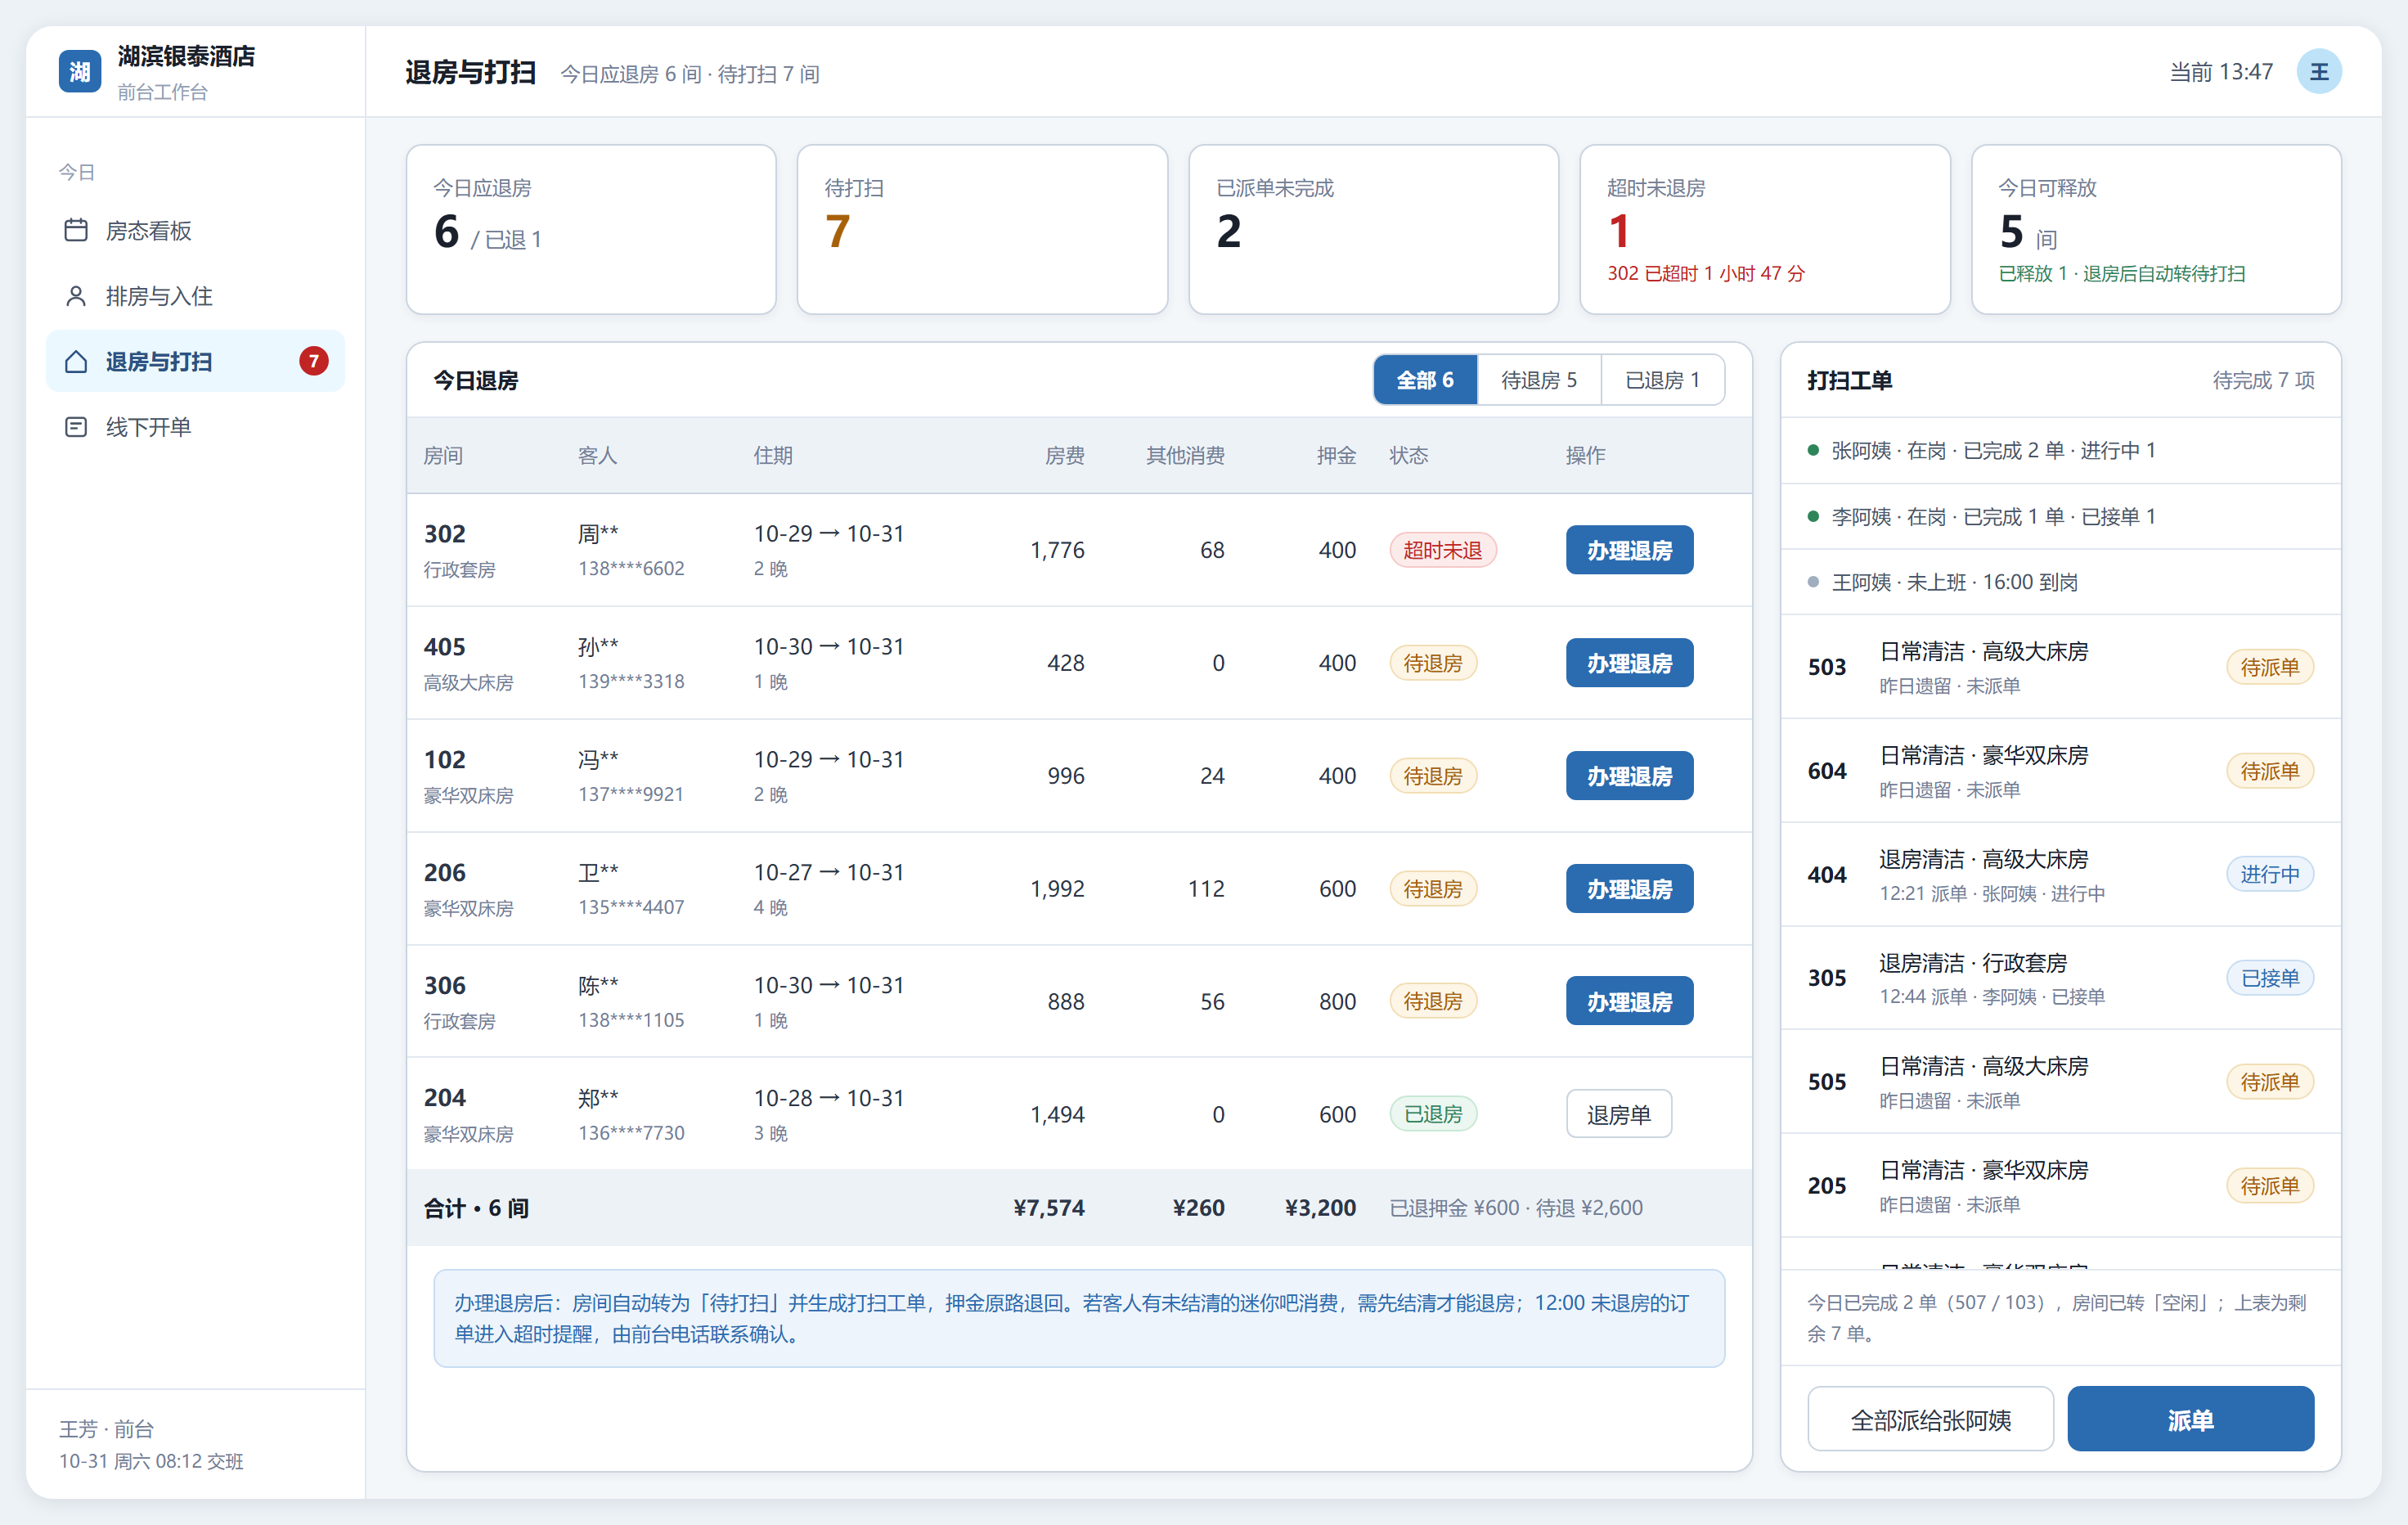 湖
湖滨银泰酒店
前台工作台
今日
房态看板
排房与入住
退房与打扫
7
线下开单
王芳 · 前台
10-31 周六 08:12 交班
退房与打扫
今日应退房 6 间 · 待打扫 7 间
当前 13:47
王
今日应退房
6 / 已退 1
待打扫
7
已派单未完成
2
超时未退房
1
302 已超时 1 小时 47 分
今日可释放
5 间
已释放 1 · 退房后自动转待打扫
今日退房
全部 6
待退房 5
已退房 1
房间 客人 住期 房费 其他消费 押金 状态 操作
302 周** 10-29 → 10-31 1,776 68 400 超时未退 办理退房
行政套房 138****6602 2 晚
405 孙** 10-30 → 10-31 428 0 400 待退房 办理退房
高级大床房 139****3318 1 晚
102 冯** 10-29 → 10-31 996 24 400 待退房 办理退房
豪华双床房 137****9921 2 晚
206 卫** 10-27 → 10-31 1,992 112 600 待退房 办理退房
豪华双床房 135****4407 4 晚
306 陈** 10-30 → 10-31 888 56 800 待退房 办理退房
行政套房 138****1105 1 晚
204 郑** 10-28 → 10-31 1,494 0 600 已退房 退房单
豪华双床房 136****7730 3 晚
合计 • 6 间 ¥7,574 ¥260 ¥3,200 已退押金 ¥600 · 待退 ¥2,600
办理退房后：房间自动转为「待打扫」并生成打扫工单，押金原路退回。若客人有未结清的迷你吧消费，需先结清才能退房；12:00 未退房的订
单进入超时提醒，由前台电话联系确认。
打扫工单
待完成 7 项
张阿姨 · 在岗 · 已完成 2 单 · 进行中 1
李阿姨 · 在岗 · 已完成 1 单 · 已接单 1
王阿姨 · 未上班 · 16:00 到岗
503 日常清洁 · 高级大床房 待派单
昨日遗留 · 未派单
604 日常清洁 · 豪华双床房 待派单
昨日遗留 · 未派单
404 退房清洁 · 高级大床房 进行中
12:21 派单 · 张阿姨 · 进行中
305 退房清洁 · 行政套房 已接单
12:44 派单 · 李阿姨 · 已接单
505 日常清洁 · 高级大床房 待派单
昨日遗留 · 未派单
205 日常清洁 · 豪华双床房 待派单
昨日遗留 · 未派单
今日已完成 2 单（507 / 103），房间已转「空闲」；上表为剩
余 7 单。
全部派给张阿姨
派单